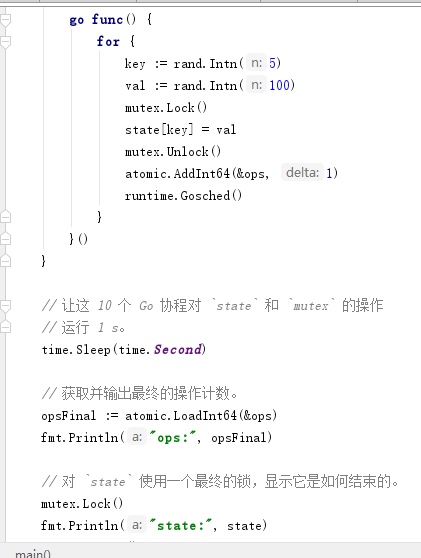 go func() {
for {
key := rand.Intn( n: 5)
val := rand.Intn( n: 100)
mutex.Lock()
state[key] = val
mutex.Unlock()
atomic.AddInt64(&ops, delta: 1)
runtime.Gosched()
}
}()
}
// 让这 10 个 Go 协程对 `state` 和 `mutex` 的操作
// 运行 1 s。
time.Sleep(time.Second)
// 获取并输出最终的操作计数。
opsFinal := atomic.LoadInt64(&ops)
fmt.Println( a: "ops:", opsFinal)
// 对 `state` 使用一个最终的锁，显示它是如何结束的。
mutex.Lock()
fmt.Println( a: "state:", state)
main()